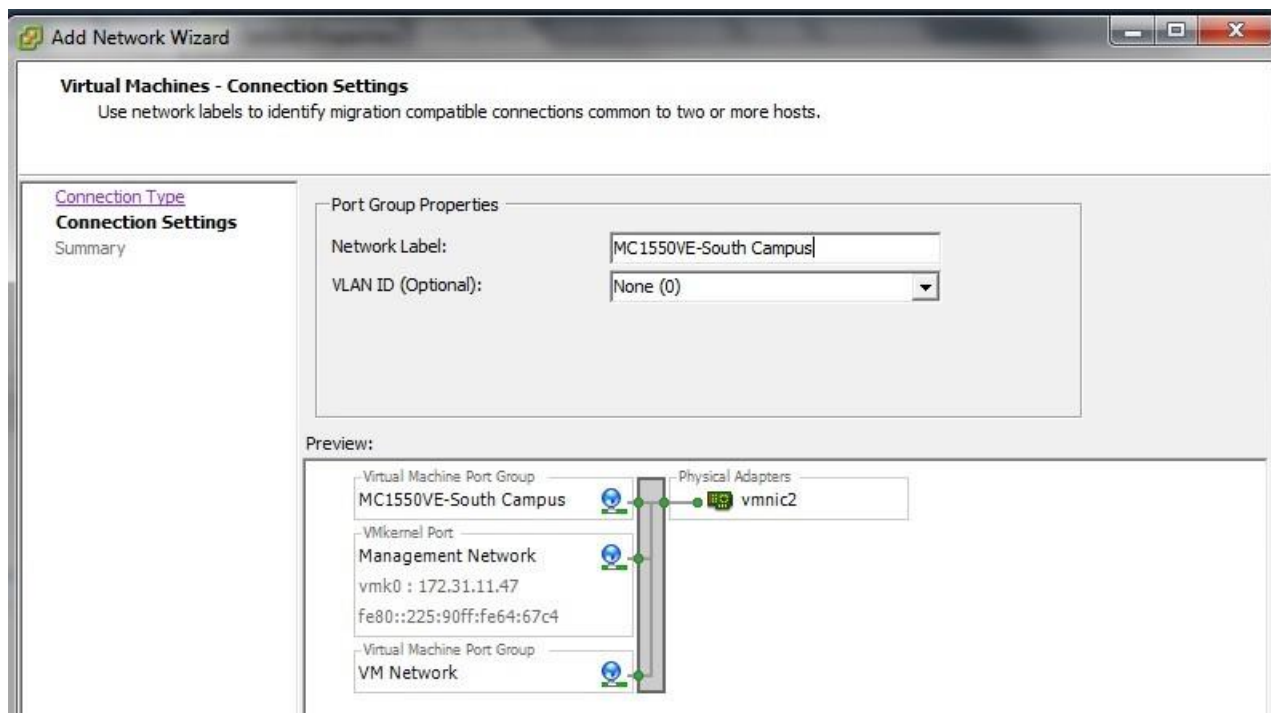 Add Network Wizard
Virtual Machines - Connection Settings
Use network labels to identify migration compatible connections common to two or more hosts.
Connection Type
Connection Settings
Summary
Port Group Properties
Network Label:
MC1550VE-South Campus
VLAN ID (Optional):
None (0)
Preview:
Virtual Machine Port Group
MC1550VE-South Campus
Physical Adapters
vmnic2
VMkernel Port
Management Network
vmk0 : 172.31.11.47
fe80::225:90ff:fe64:67c4
Virtual Machine Port Group
VM Network